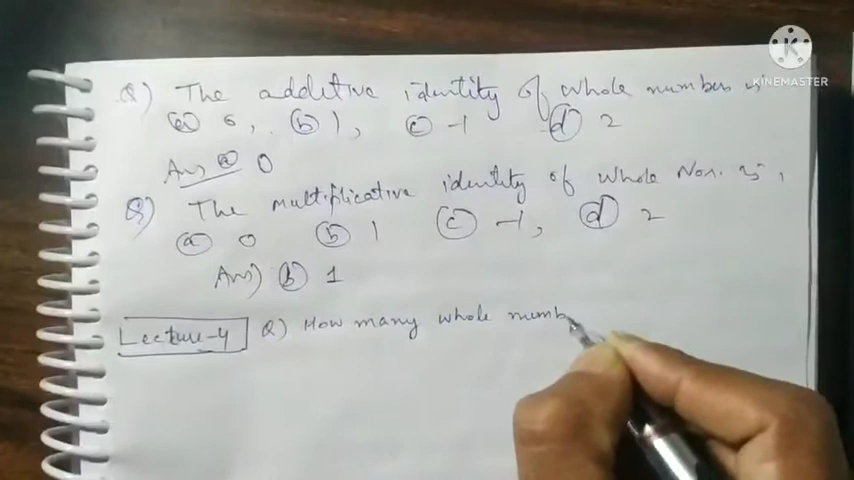 Q) The additive identity of whole numbers is
(a) 0, (b) 1, (c) -1 (d) 2
Ans (a) 0
Q) The multiplicative identity of whole Non. is,
(a) 0 (b) 1 (c) -1, (d) 2
Ans) (b) 1
Lecture-4 Q) How many whole numb
KINEMASTER